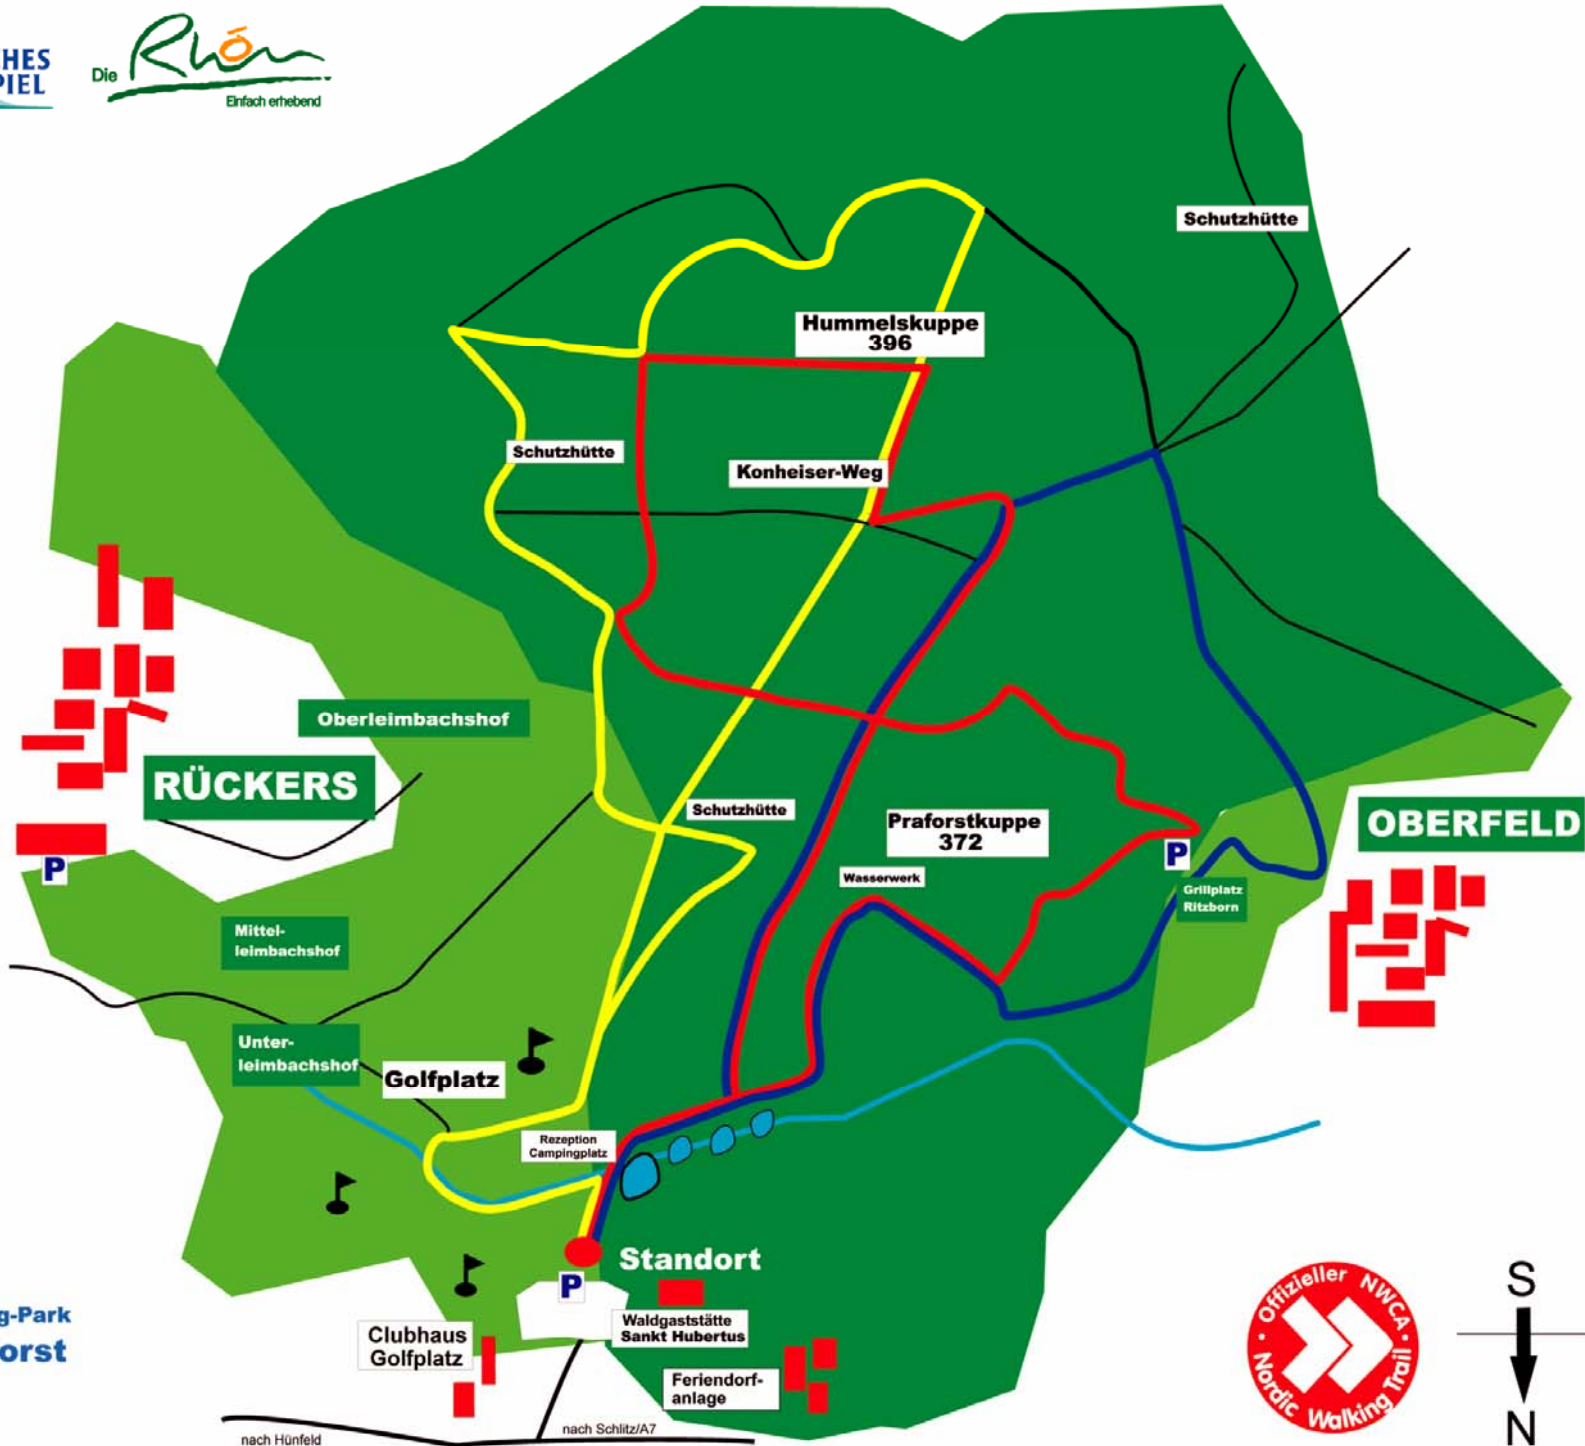 CHES
PIEL
Die Rhön
Einfach erhebend
Schutzhütte
Hummelskuppe
396
Schutzhütte
Konheiser-Weg
Oberleimbachshof
RÜCKERS
P
Schutzhütte
Praforstkuppe
372
OBERFELD
P
Wasserwerk
Grillplatz
Ritzborn
Mittel-
leimbachshof
Unter-
leimbachshof
Golfplatz
Rezeption
Campingplatz
Standort
P
Waldgaststätte
Sankt Hubertus
Clubhaus
Golfplatz
Feriendorf-
anlage
g-Park
orst
nach Hünfeld
nach Schlitz/A7
Offizieller NWCA
Nordic Walking Trail
S
N